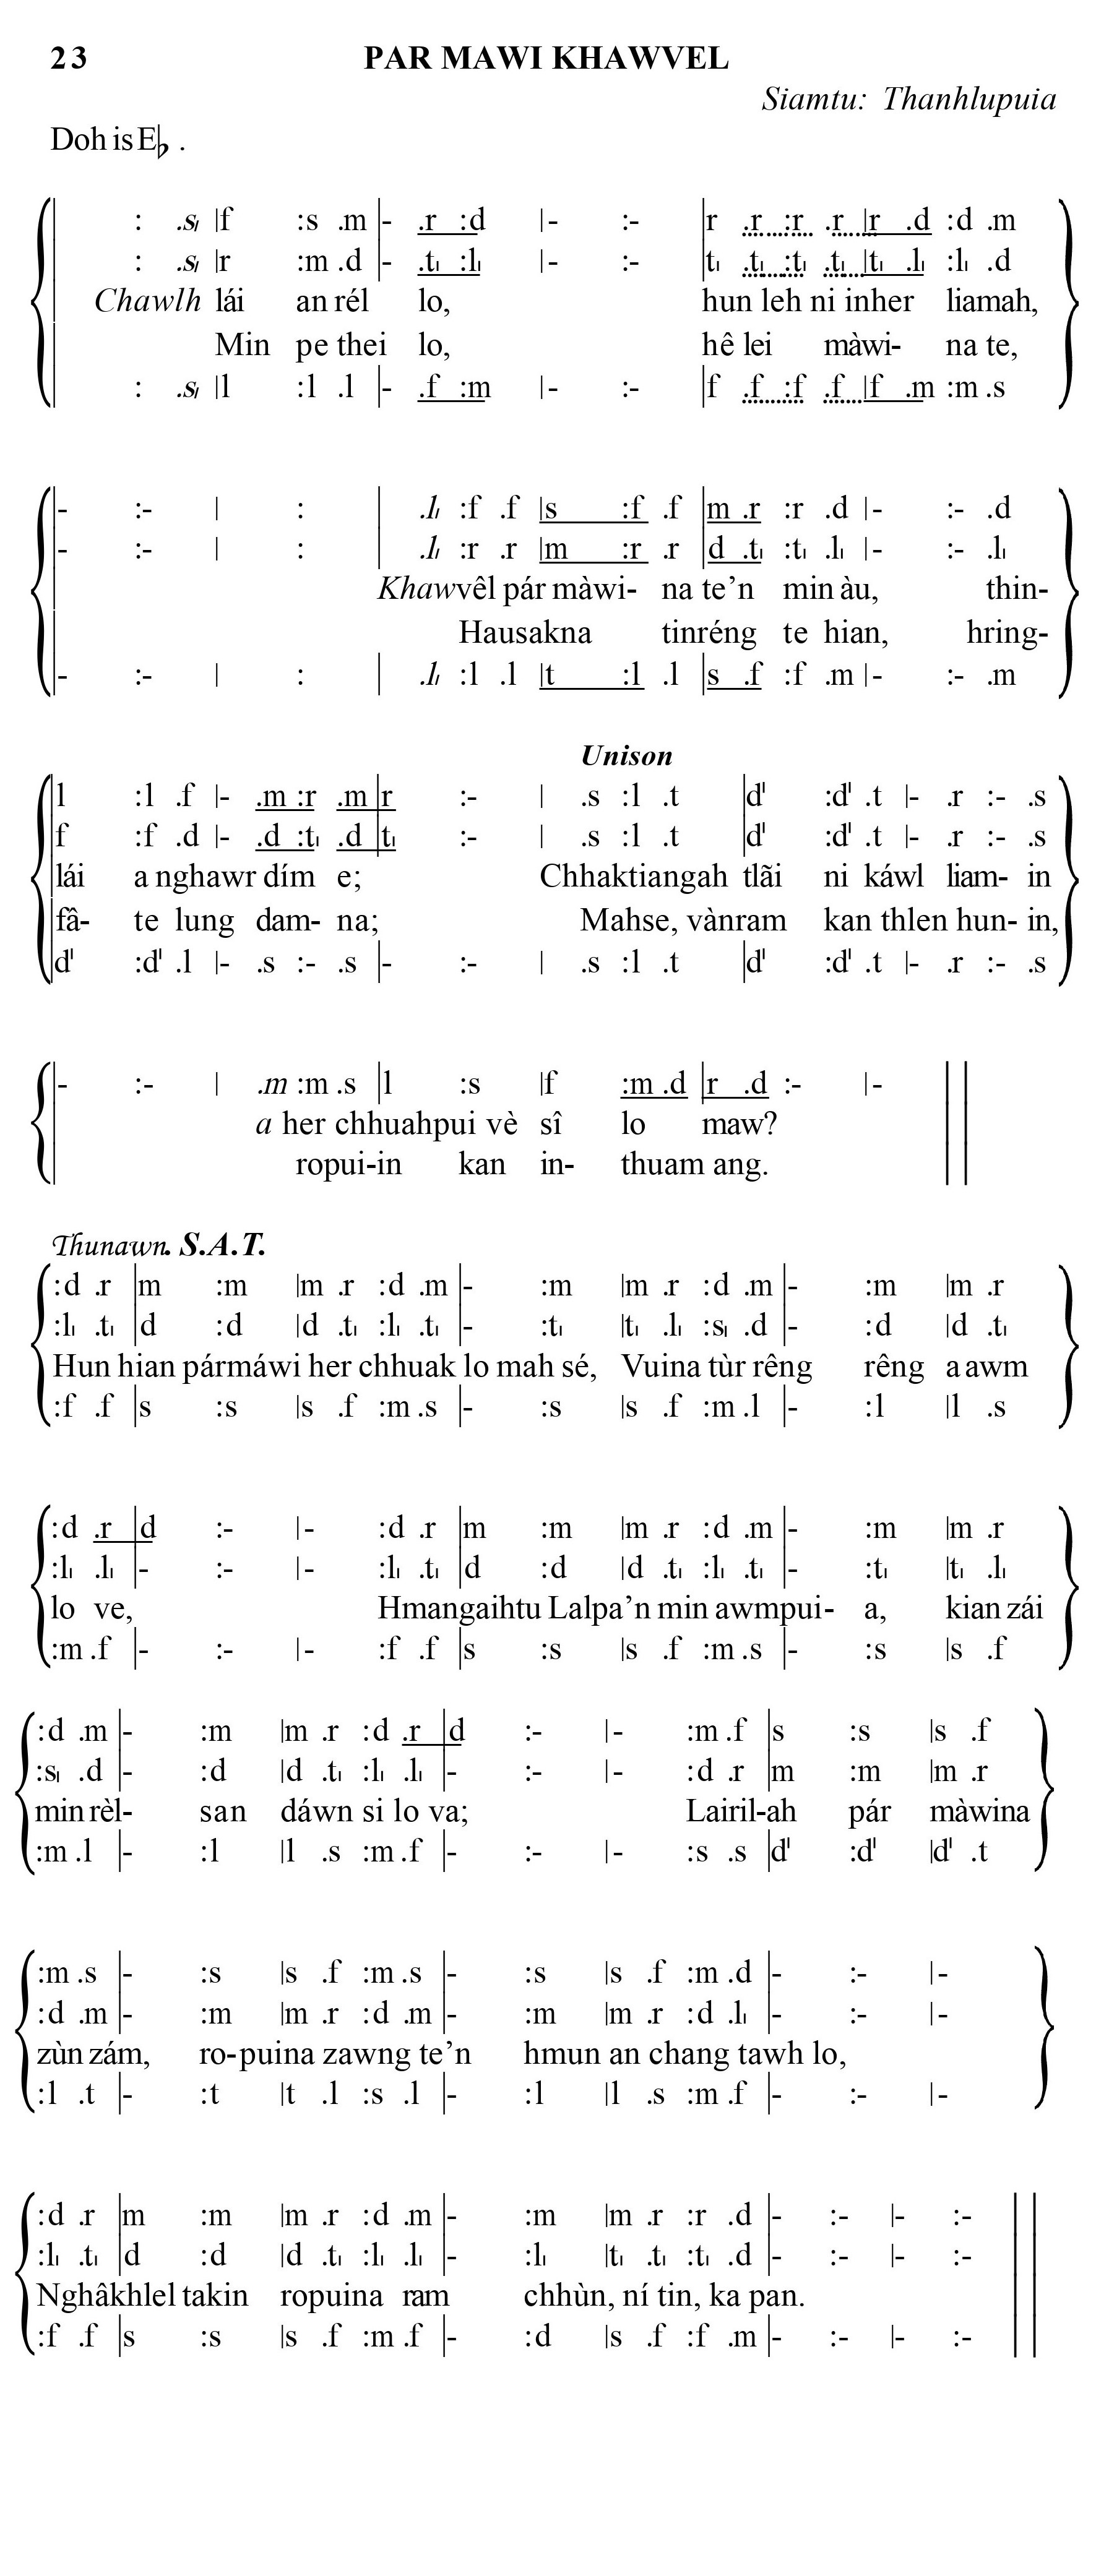 23 PAR MAWI KHAWVEL
Siamtu: Thanhlupuia
Doh is E♭ .
: .s, |f :s .m |- .r :d |- :- |r .r :r .r |r .d :d .m
: .s, |r :m .d |- .t, :l, |- :- |t, .t, :t, .t, |t, .l, :l, .d
Chawlh lái an rél lo, hun leh ni inher liamah,
Min pe thei lo, hê lei màwi- na te,
: .s, |l :l .l |- .f :m |- :- |f .f :f .f |f .m :m .s
|- :- | : | .l, :f .f |s :f .f |m .r :r .d |- :- .d
|- :- | : | .l, :r .r |m :r .r |d .t, :t, .l, |- :- .l,
Khawvêl pár màwi- na te’n min àu, thin-
Hausakna tinréng te hian, hring-
|- :- | : | .l, :l .l |t :l .l |s .f :f .m |- :- .m
Unison
|l :l .f |- .m :r .m |r :- | .s :l .t |d' :d' .t |- .r :- .s
|f :f .d |- .d :t, .d |t, :- | .s :l .t |d' :d' .t |- .r :- .s
lái a nghawr dím e; Chhaktiangah tlãi ni káwl liam- in
fâ- te lung dam- na; Mahse, vànram kan thlen hun- in,
|d' :d' .l |- .s :- .s |- :- | .s :l .t |d' :d' .t |- .r :- .s
|- :- | .m :m .s |l :s |f :m .d |r .d :- |- ||
a her chhuahpui vè sî lo maw?
ropui-in kan in- thuam ang.
Thunawn. S.A.T.
:d .r |m :m |m .r :d .m |- :m |m .r :d .m |- :m |m .r
:l, .t, |d :d |d .t, :l, .t, |- :t, |t, .l, :s, .d |- :d |d .t,
Hun hian pármáwi her chhuak lo mah sé, Vuina tùr rêng rêng a awm
:f .f |s :s |s .f :m .s |- :s |s .f :m .l |- :l |l .s
:d .r |d :- |- :d .r |m :m |m .r :d .m |- :m |m .r
:l, .l, |- :- |- :l, .t, |d :d |d .t, :l, .t, |- :t, |t, .l,
lo ve, Hmangaihtu Lalpa’n min awmpui- a, kian zái
:m .f |- :- |- :f .f |s :s |s .f :m .s |- :s |s .f
:d .m |- :m |m .r :d .r |d :- |- :m .f |s :s |s .f
:s, .d |- :d |d .t, :l, .l, |- :- |- :d .r |m :m |m .r
min rèl- san dáwn si lo va; Lairil-ah pár màwina
:m .l |- :l |l .s :m .f |- :- |- :s .s |d' :d' |d' .t
:m .s |- :s |s .f :m .s |- :s |s .f :m .d |- :- |-
:d .m |- :m |m .r :d .m |- :m |m .r :d .l, |- :- |-
zùn zám, ro-puina zawng te’n hmun an chang tawh lo,
:l .t |- :t |t .l :s .l |- :l |l .s :m .f |- :- |-
:d .r |m :m |m .r :d .m |- :m |m .r :r .d |- :- |- :- ||
:l, .t, |d :d |d .t, :l, .l, |- :l, |t, .t, :t, .d |- :- |- :-
Nghâkhlel takin ropuina ram chhùn, ní tin, ka pan.
:f .f |s :s |s .f :m .f |- :d |s .f :f .m |- :- |- :-